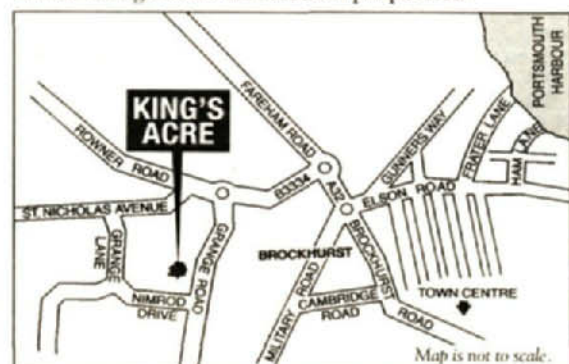 PORTSMOUTH
HARBOUR
KING'S
ACRE
FAREHAM ROAD
GUNNERS WAY
FRATER LANE
HAM LANE
ROWNER ROAD
B3334
A32
ELSON ROAD
ST. NICHOLAS AVENUE
GRANGE
LANE
GRANGE ROAD
BROCKHURST
BROCKHURST
ROAD
MILITARY ROAD
NIMROD
DRIVE
CAMBRIDGE
ROAD
TOWN CENTRE
Map is not to scale.